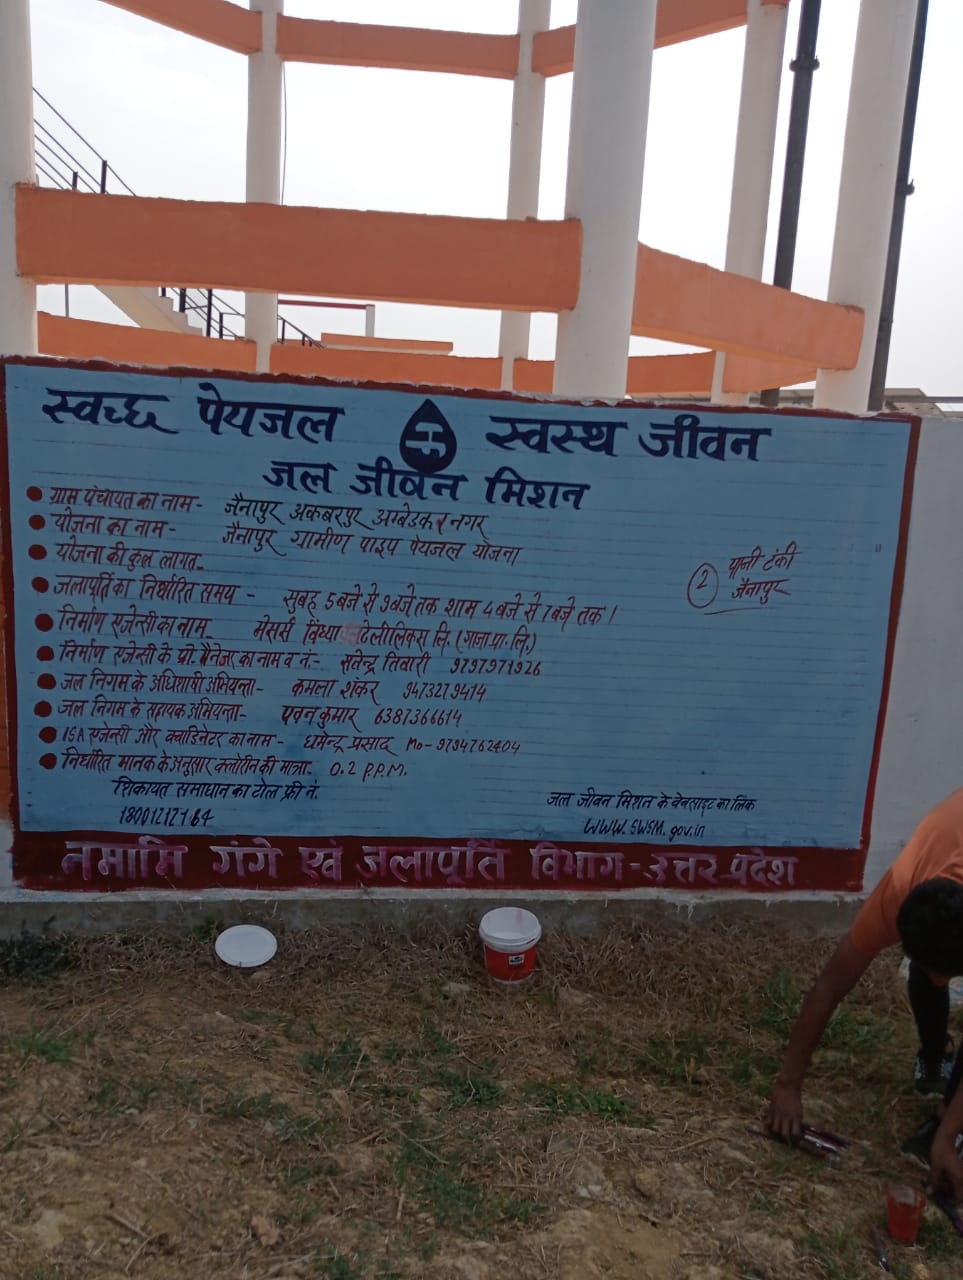 स्वच्छ पेयजल स्वस्थ जीवन
जल जीवन मिशन
ग्राम पंचायत का नाम- जैनापुर अकबरपुर अम्बेडकर नगर
योजना का नाम- जैनापुर ग्रामीण पाइप पेयजल योजना
योजना की कुल लागत-
② पानी टंकी
जैनापुर
जलापूर्ति का निर्धारित समय - सुबह 5 बजे से 9 बजे तक शाम 4 बजे से 7 बजे तक।
निर्माण एजेन्सी का नाम- मेसर्स विंध्या टेलीलिंक्स लि. (गाजा प्रा. लि.)
निर्माण एजेन्सी के प्रो. मैनेजर का नाम व नं:- सतेन्द्र तिवारी 9797971926
जल निगम के अधिशाषी अभियन्ता- कमला शंकर 9473279414
जल निगम के सहायक अभियन्ता- पवन कुमार 6387366614
ISA एजेन्सी और क्वाडिनेटर का नाम- धमेन्द्र प्रसाद Mo-9794762404
निर्धारित मानक के अनुसार क्लोरीन की मात्रा. 0.2 P.P.M.
शिकायत समाधान का टोल फ्री नं.
18001212164
जल जीवन मिशन के वेबसाइट का लिंक
WWW.SWSM.gov.in
नमामि गंगे एवं जलापूर्ति विभाग-उत्तर प्रदेश